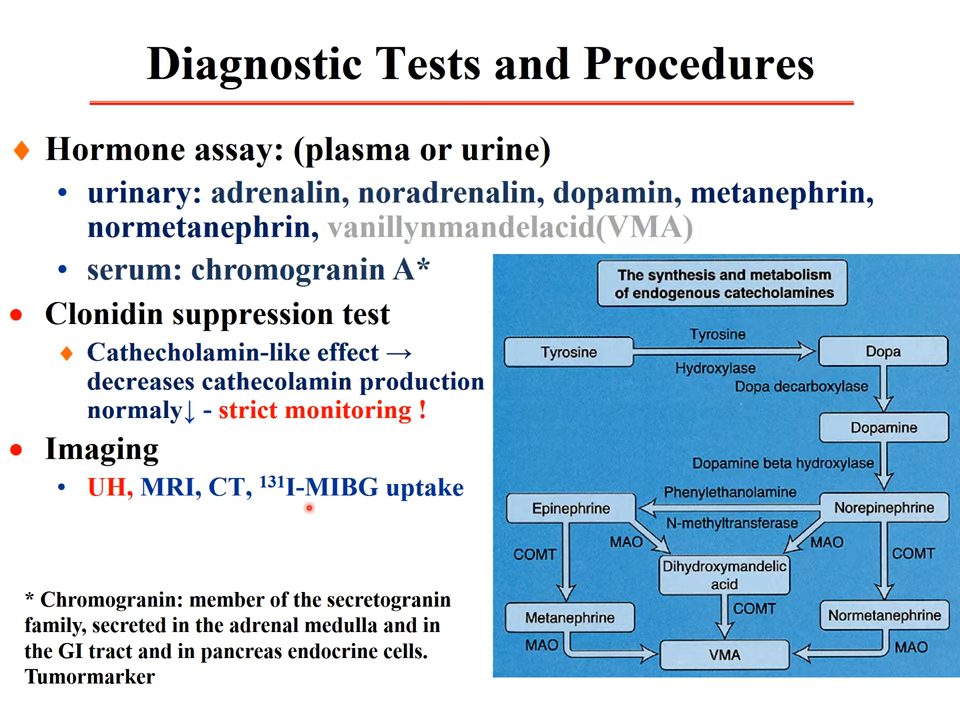 Diagnostic Tests and Procedures
♦ Hormone assay: (plasma or urine)
• urinary: adrenalin, noradrenalin, dopamin, metanephrin,
normetanephrin, vanillynmandelacid(VMA)
• serum: chromogranin A*
• Clonidin suppression test
♦ Cathecholamin-like effect →
decreases cathecolamin production
normaly↓ - strict monitoring !
• Imaging
• UH, MRI, CT, ¹³¹I-MIBG uptake
* Chromogranin: member of the secretogranin
family, secreted in the adrenal medulla and in
the GI tract and in pancreas endocrine cells.
Tumormarker
The synthesis and metabolism
of endogenous catecholamines
Tyrosine
Tyrosine
Hydroxylase
Dopa
Dopa decarboxylase
Dopamine
Dopamine beta hydroxylase
Epinephrine
Phenylethanolamine
N-methyltransferase
Norepinephrine
COMT
MAO
MAO
COMT
Dihydroxymandelic
acid
COMT
Metanephrine
Normetanephrine
MAO
VMA
MAO